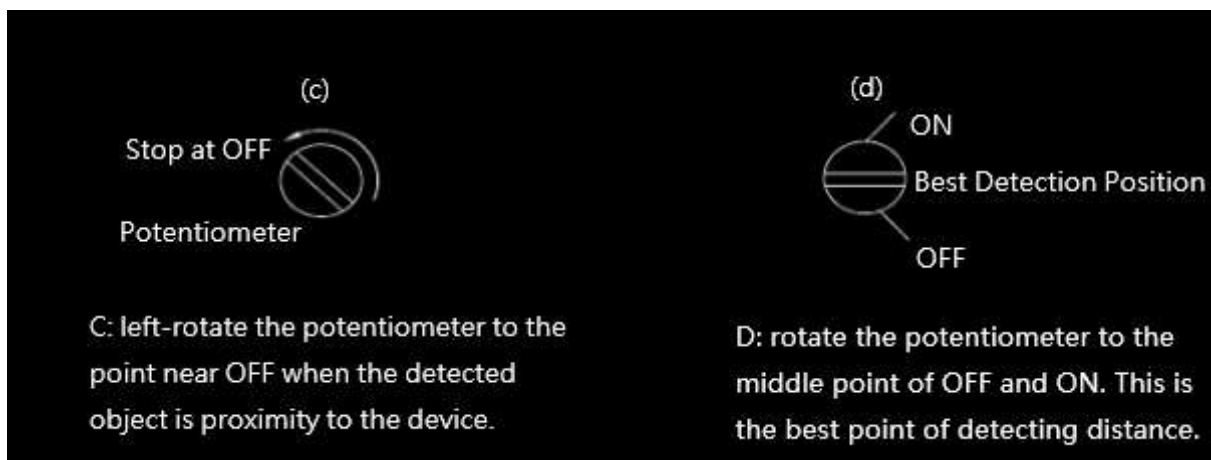 (c)
Stop at OFF
Potentiometer
C: left-rotate the potentiometer to the
point near OFF when the detected
object is proximity to the device.
(d)
ON
Best Detection Position
OFF
D: rotate the potentiometer to the
middle point of OFF and ON. This is
the best point of detecting distance.